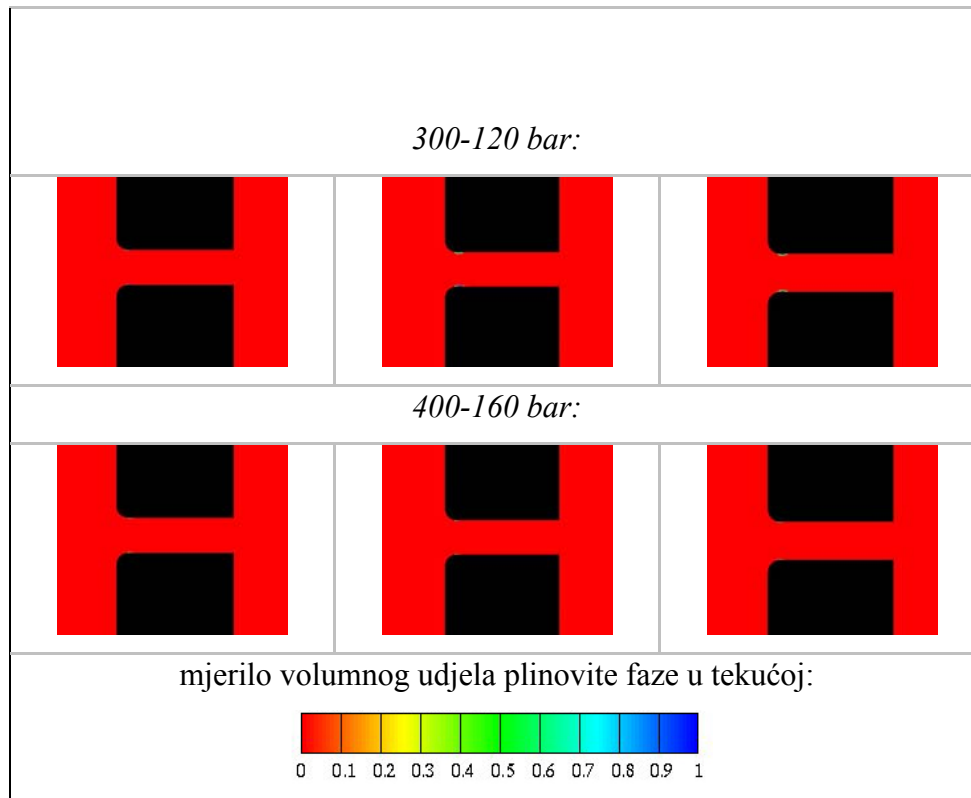 300-120 bar:
400-160 bar:
mjerilo volumnog udjela plinovite faze u tekućoj:
0 0.1 0.2 0.3 0.4 0.5 0.6 0.7 0.8 0.9 1